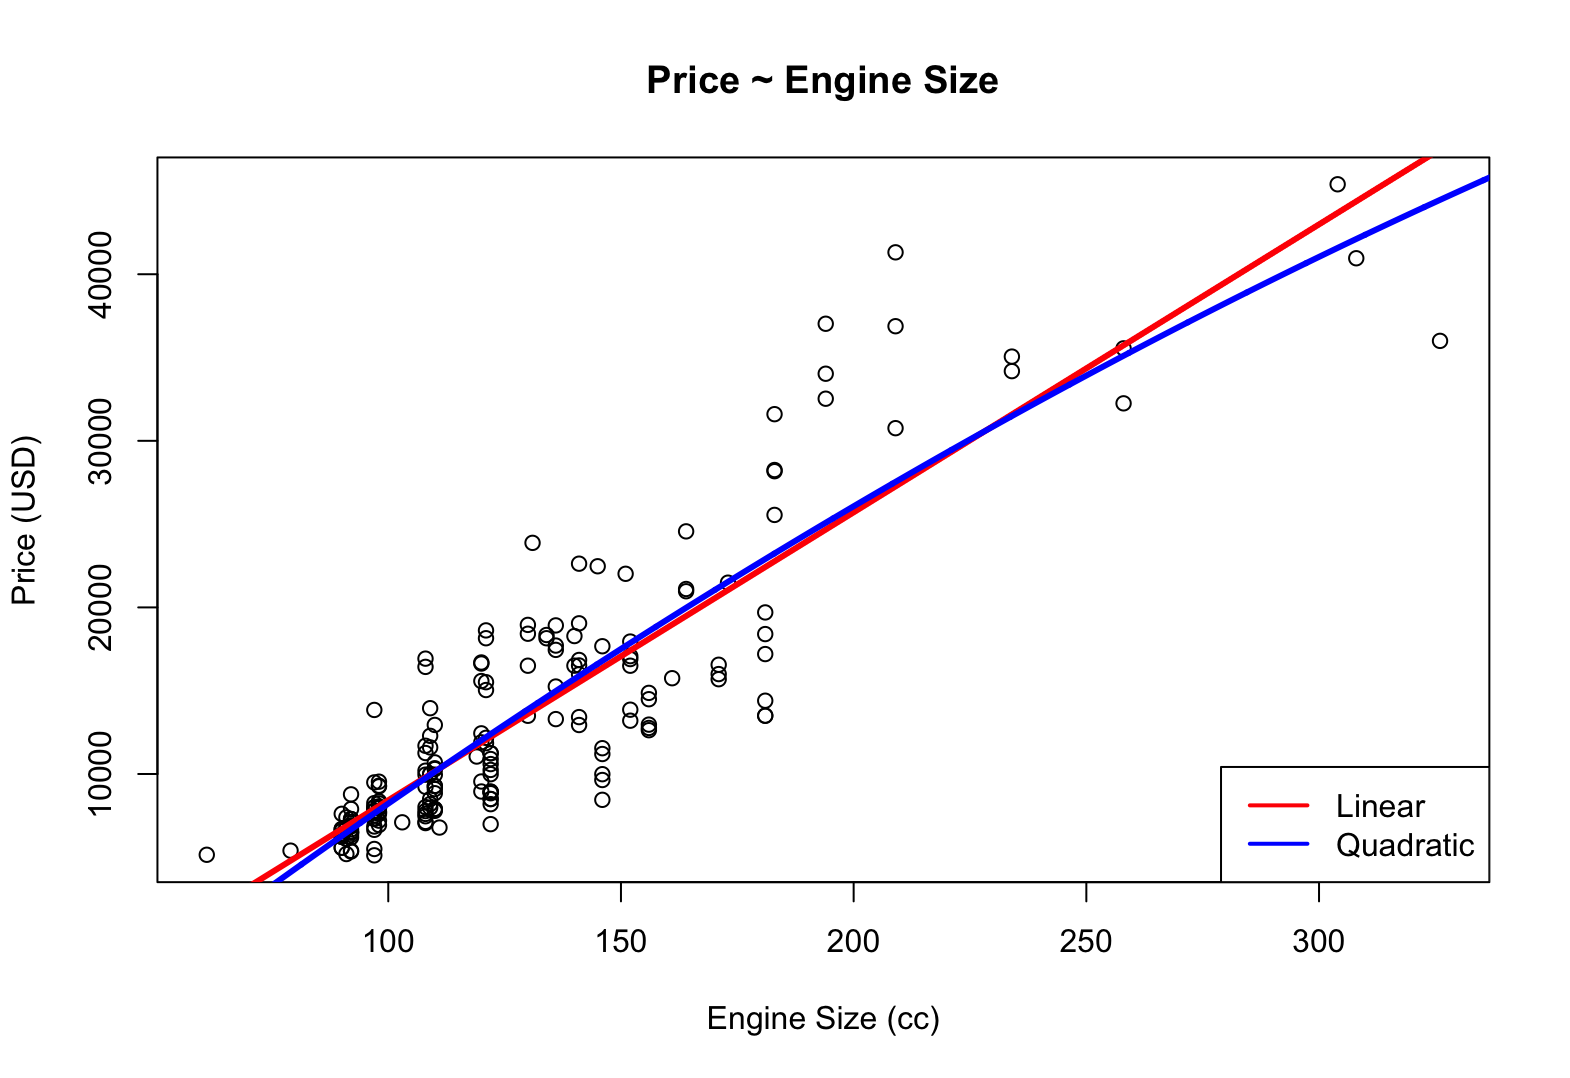 Price ~ Engine Size
Price (USD)
40000
30000
20000
10000
Linear
Quadratic
100 150 200 250 300
Engine Size (cc)